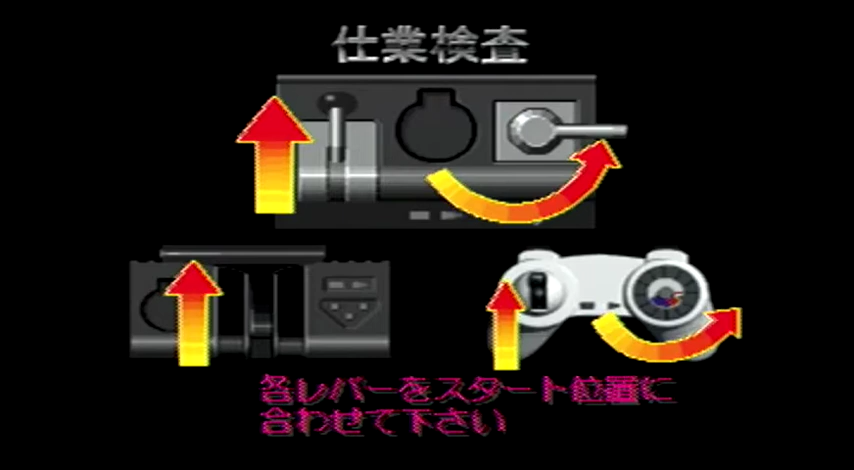 仕業検査
各レバーをスタート位置に
合わせて下さい